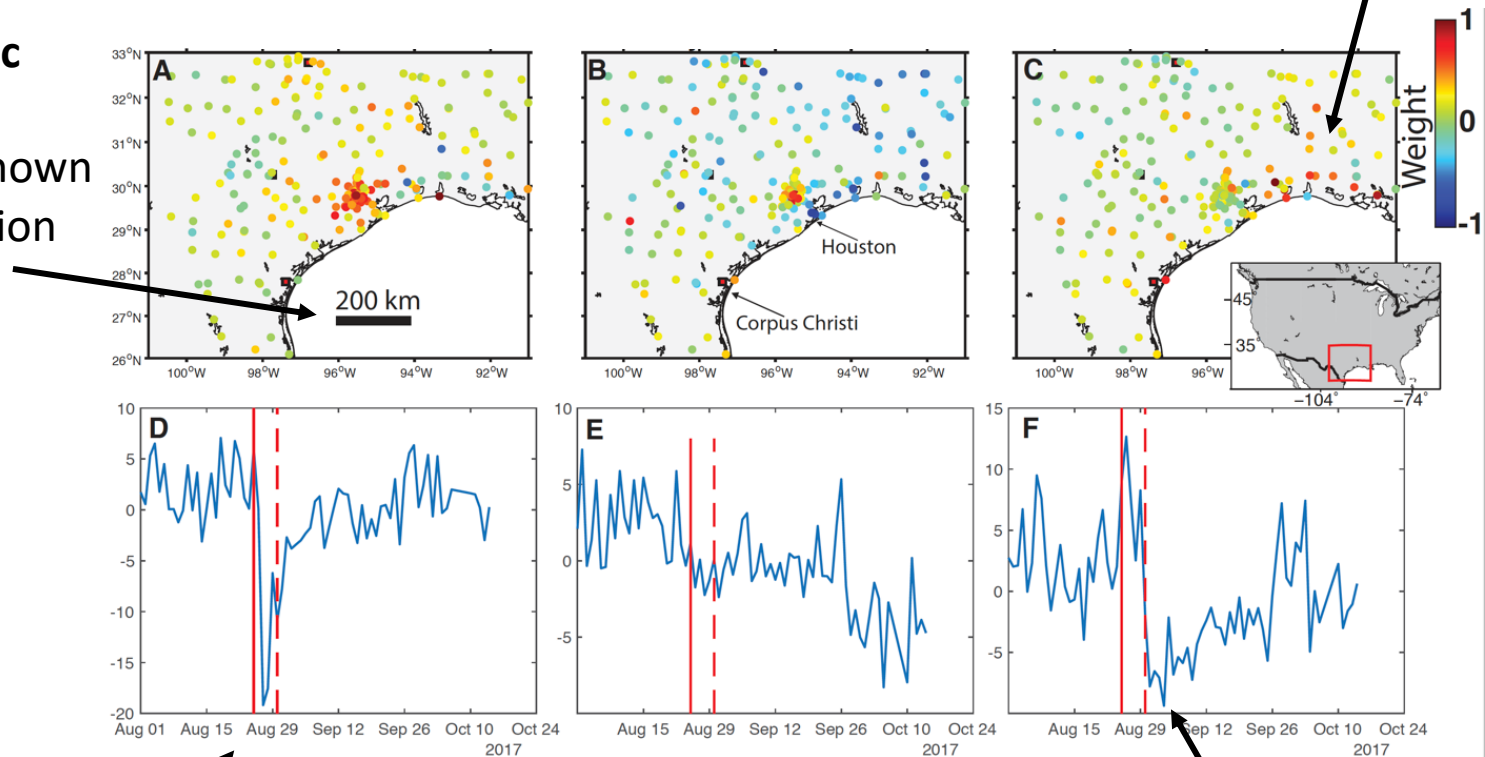 c
nown
ion
A
B
C
33°N
32°N
31°N
30°N
29°N
28°N
27°N
26°N
200 km
Houston
Corpus Christi
1
0
-1
Weight
45
35
−104°
−74°
100°W 98°W 96°W 94°W 92°W
100°W 98°W 96°W 94°W 92°W
100°W 98°W 96°W
D
10
5
0
-5
-10
-15
-20
Aug 01 Aug 15 Aug 29 Sep 12 Sep 26 Oct 10 Oct 24
2017
E
10
5
0
-5
Aug 15 Aug 29 Sep 12 Sep 26 Oct 10 Oct 24
2017
F
15
10
5
0
-5
Aug 15 Aug 29 Sep 12 Sep 26 Oct 10 Oct 24
2017